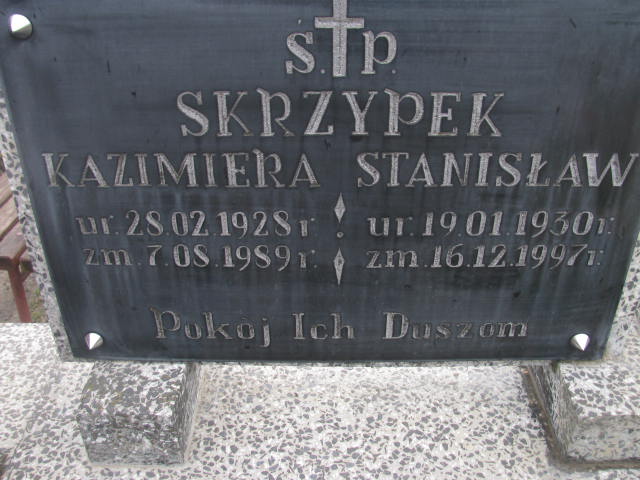 Ś.P.
SKRZYPEK
KAZIMIERA STANISŁAW
ur. 28.02.1928 r. ur. 19.01.1930 r.
zm. 7.08.1989 r. zm. 16.12.1997 r.
Pokój Ich Duszom